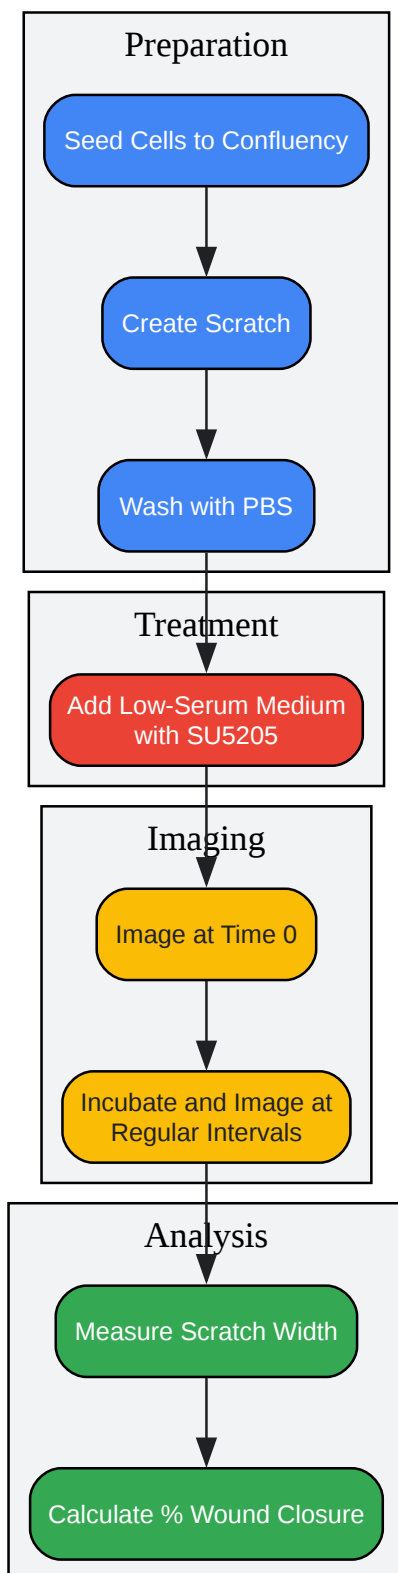 Preparation
Seed Cells to Confluency
Create Scratch
Wash with PBS
Treatment
Add Low-Serum Medium
with SU5205
Imaging
Image at Time 0
Incubate and Image at
Regular Intervals
Analysis
Measure Scratch Width
Calculate % Wound Closure